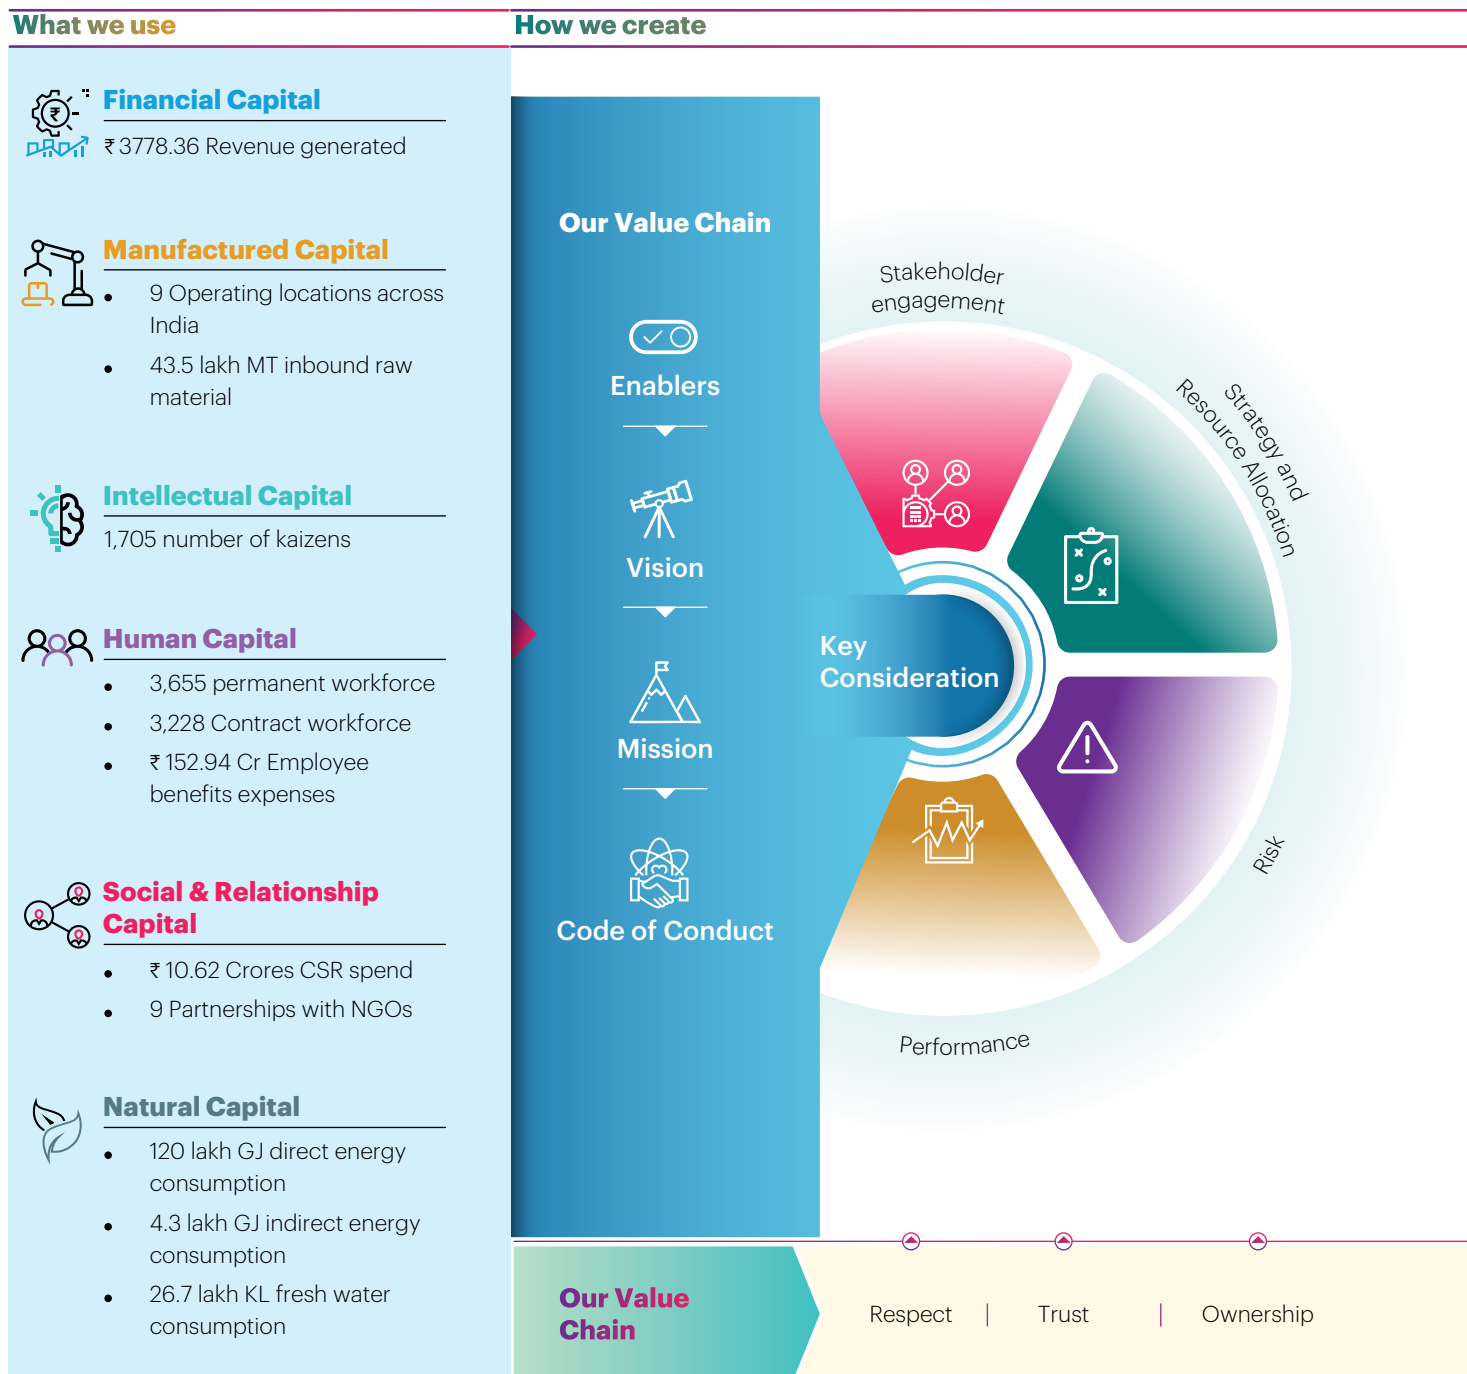 What we use
Financial Capital
₹ 3778.36 Revenue generated
Manufactured Capital
• 9 Operating locations across
India
• 43.5 lakh MT inbound raw
material
Intellectual Capital
1,705 number of kaizens
Human Capital
• 3,655 permanent workforce
• 3,228 Contract workforce
• ₹ 152.94 Cr Employee
benefits expenses
Social & Relationship
Capital
• ₹ 10.62 Crores CSR spend
• 9 Partnerships with NGOs
Natural Capital
• 120 lakh GJ direct energy
consumption
• 4.3 lakh GJ indirect energy
consumption
• 26.7 lakh KL fresh water
consumption
How we create
Our Value Chain
Enablers
Vision
Mission
Code of Conduct
Key
Consideration
Stakeholder
engagement
Strategy and
Resource Allocation
Risk
Performance
Our Value
Chain
Respect | Trust | Ownership